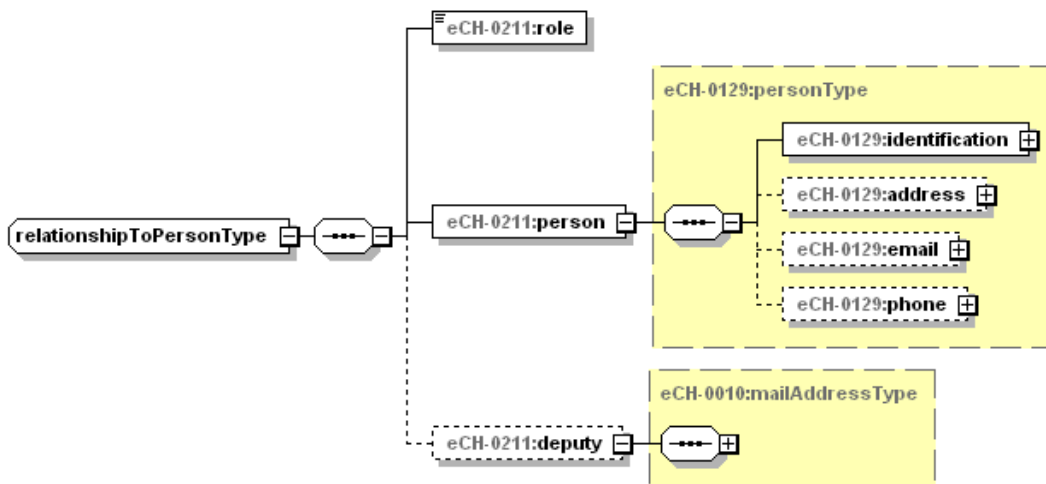 eCH-0211:role
eCH-0129:personType
eCH-0129:identification
eCH-0129:address
relationshipToPersonType
eCH-0211:person
eCH-0129:email
eCH-0129:phone
eCH-0010:mailAddressType
eCH-0211:deputy